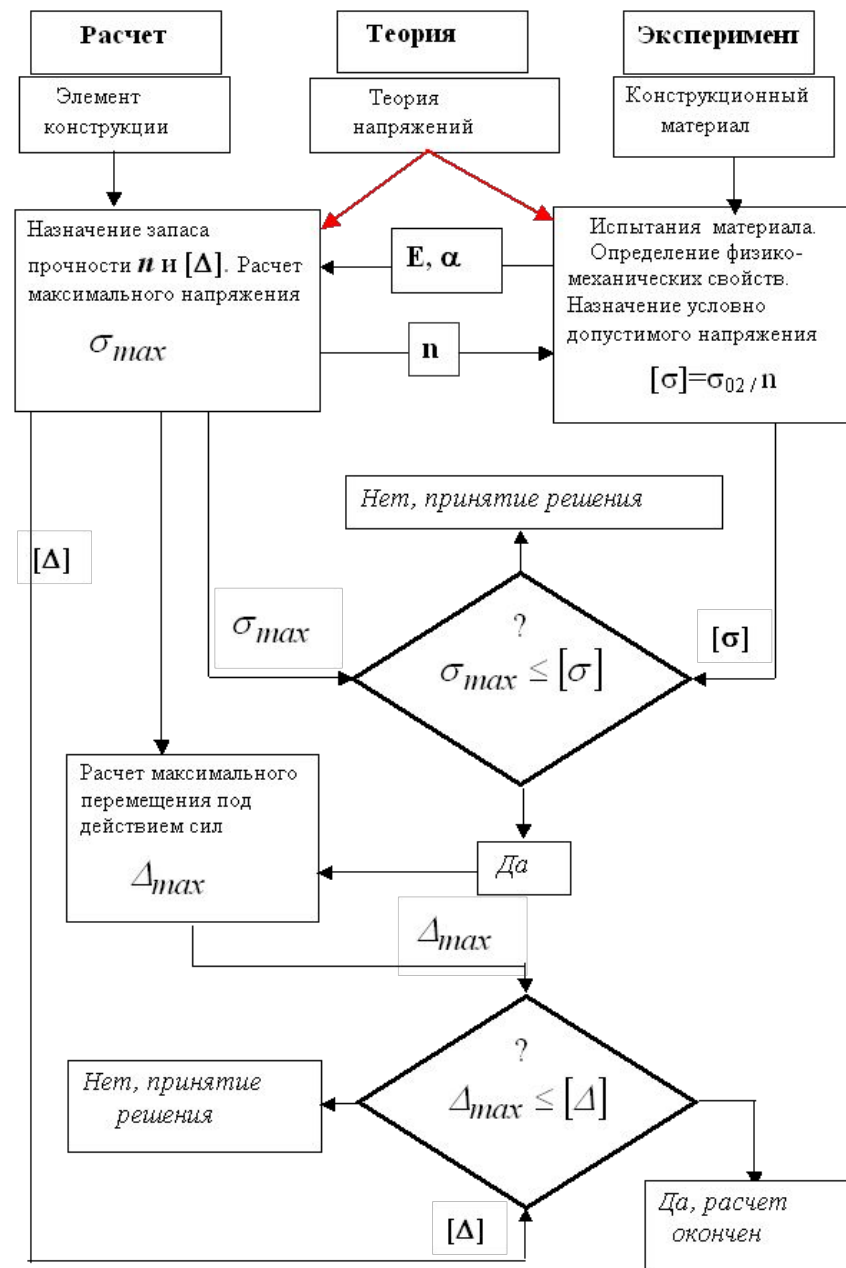 Расчет
Теория
Эксперимент
Элемент
конструкции
Теория
напряжений
Конструкционный
материал
Назначение запаса
прочности n и [Δ]. Расчет
максимального напряжения
σmax
E, α
n
Испытания материала.
Определение физико-
механических свойств.
Назначение условно
допустимого напряжения
[σ]=σ02 / n
Нет, принятие решения
[Δ]
σmax
?
σmax ≤ [σ]
[σ]
Расчет максимального
перемещения под
действием сил
Δmax
Да
Δmax
?
Δmax ≤ [Δ]
Нет, принятие
решения
[Δ]
Да, расчет
окончен